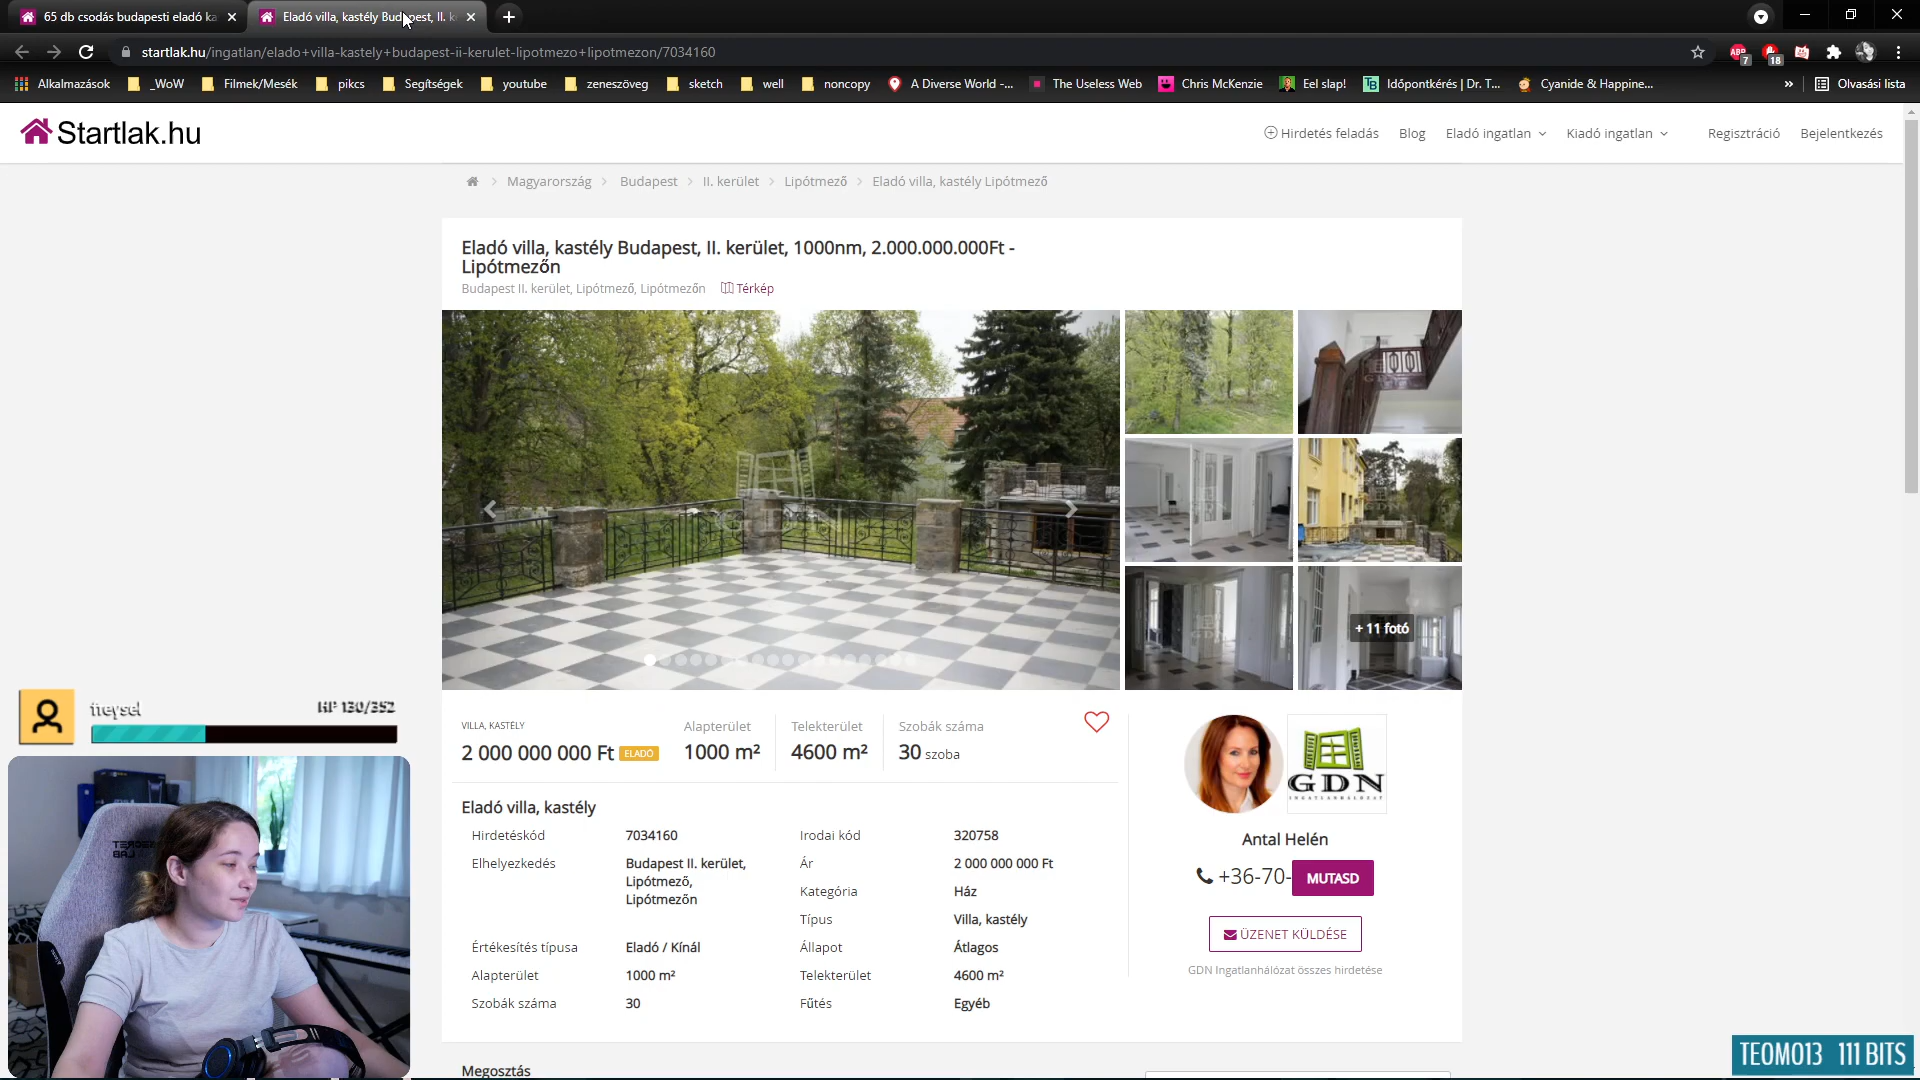 65 db csodás budapesti eladó ka
Eladó villa, kastély Budapest, II. k
startlak.hu/ingatlan/elado+villa-kastely+budapest-ii-kerulet-lipotmezo+lipotmezon/7034160
ABP
7
18
Alkalmazások
_WoW
Filmek/Mesék
pikcs
Segítségek
youtube
zeneszöveg
sketch
well
noncopy
A Diverse World -...
The Useless Web
Chris McKenzie
Eel slap!
TB
Időpontkérés | Dr. T...
Cyanide & Happine...
»
Olvasási lista
Startlak.hu
Hirdetés feladás
Blog
Eladó ingatlan
Kiadó ingatlan
Regisztráció
Bejelentkezés
Magyarország
Budapest
II. kerület
Lipótmező
Eladó villa, kastély Lipótmező
Eladó villa, kastély Budapest, II. kerület, 1000nm, 2.000.000.000Ft -
Lipótmezőn
Budapest II. kerület, Lipótmező, Lipótmezőn
Térkép
GDN
+ 11 fotó
VILLA, KASTÉLY
2 000 000 000 Ft ELADÓ
Alapterület
1000 m²
Telekterület
4600 m²
Szobák száma
30 szoba
Eladó villa, kastély
Hirdetéskód 7034160
Elhelyezkedés Budapest II. kerület,
Lipótmező,
Lipótmezőn
Értékesítés típusa Eladó / Kínál
Alapterület 1000 m²
Szobák száma 30
Irodai kód 320758
Ár 2 000 000 000 Ft
Kategória Ház
Típus Villa, kastély
Állapot Átlagos
Telekterület 4600 m²
Fűtés Egyéb
GDN
INGATLANHÁLÓZAT
Antal Helén
+36-70- MUTASD
ÜZENET KÜLDÉSE
GDN Ingatlanhálózat összes hirdetése
Megosztás
freysel
HP 130/352
TEOMO13 111 BITS